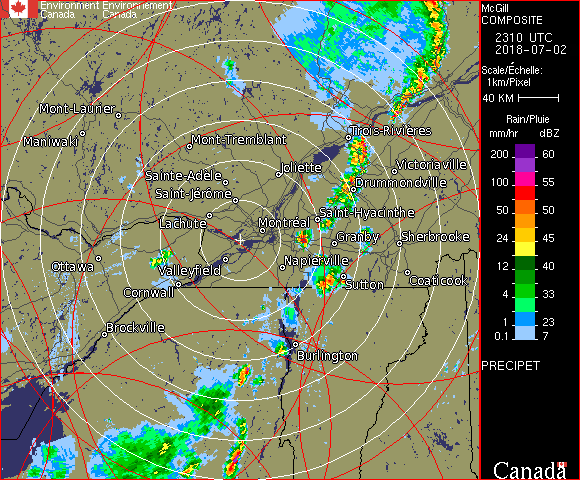 Environment Environnement
Canada Canada
McGill
COMPOSITE
2310 UTC
2018-07-02
Scale/Échelle:
1km/Pixel
40 KM
Rain/Pluie
mm/hr dBZ
200 60
150 57
100 55
50 50
24 45
12 40
4 33
1 23
0.1 7
PRECIPET
Canada
Mont-Laurier
Maniwaki
Mont-Tremblant
Trois-Rivières
Joliette
Victoriaville
Sainte-Adèle
Drummondville
Saint-Jérôme
Saint-Hyacinthe
Lachute
Montréal
Granby
Sherbrooke
Ottawa
Valleyfield
Napierville
Coaticook
Cornwall
Sutton
Brockville
Burlington